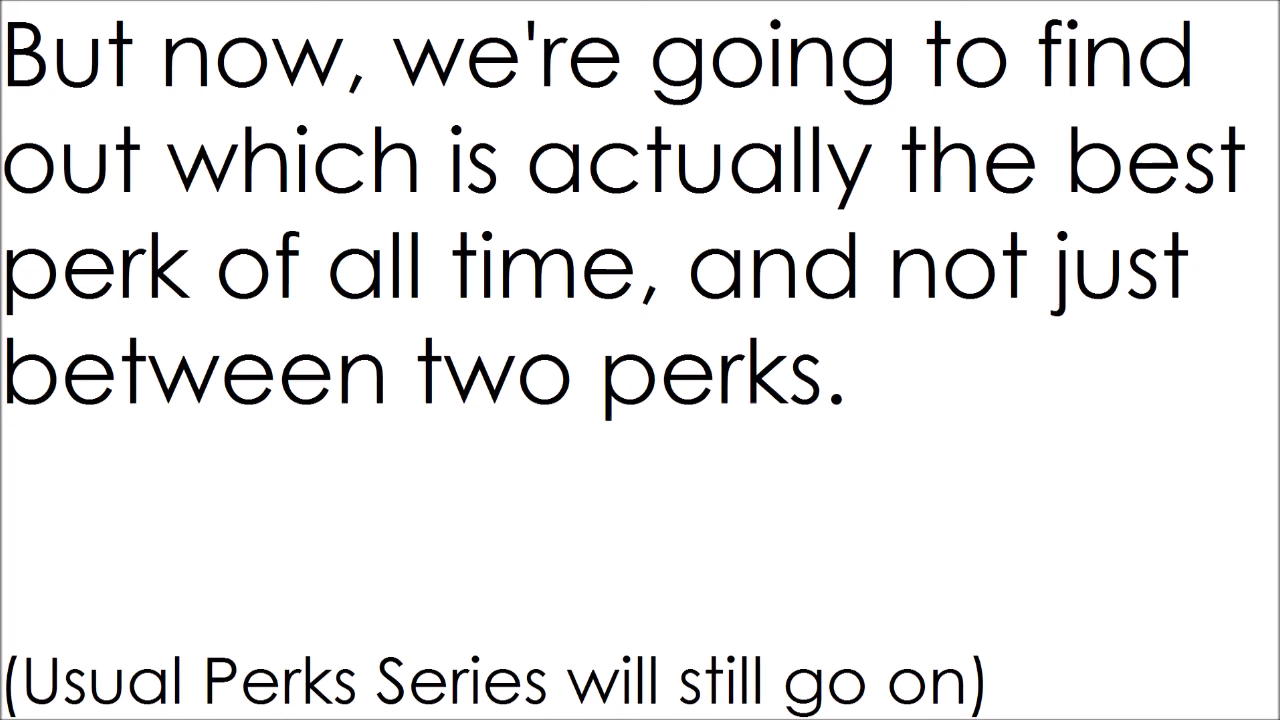 But now, we're going to find
out which is actually the best
perk of all time, and not just
between two perks.
(Usual Perks Series will still go on)